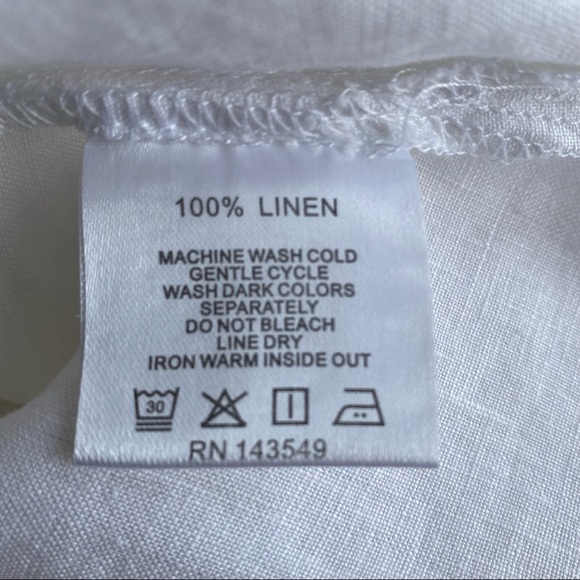 100% LINEN
MACHINE WASH COLD
GENTLE CYCLE
WASH DARK COLORS
SEPARATELY
DO NOT BLEACH
LINE DRY
IRON WARM INSIDE OUT
30
RN 143549